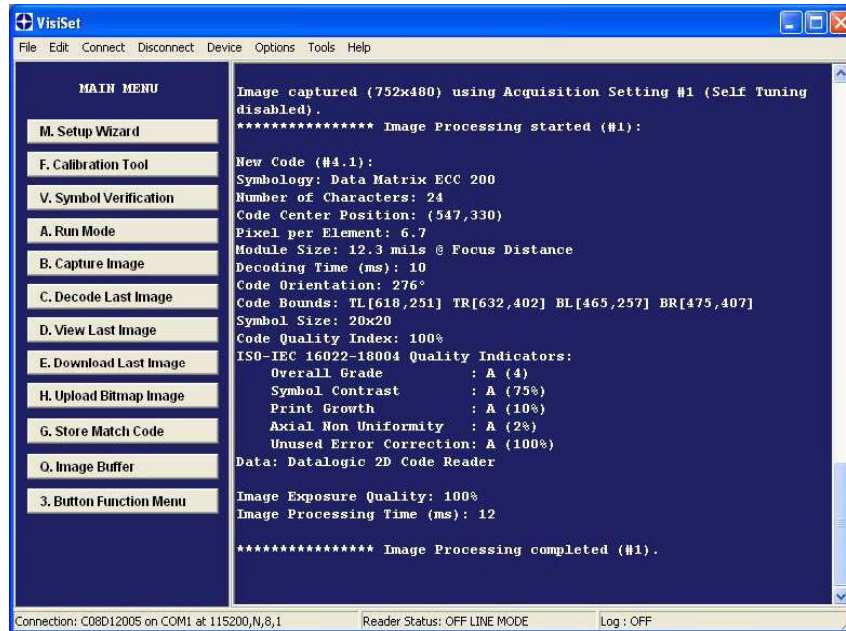 VisiSet
File Edit Connect Disconnect Device Options Tools Help
MAIN MENU
M. Setup Wizard
F. Calibration Tool
V. Symbol Verification
A. Run Mode
B. Capture Image
C. Decode Last Image
D. View Last Image
E. Download Last Image
H. Upload Bitmap Image
G. Store Match Code
Q. Image Buffer
3. Button Function Menu
Image captured (752x480) using Acquisition Setting #1 (Self Tuning
disabled).
**************** Image Processing started (#1):
New Code (#4.1):
Symbology: Data Matrix ECC 200
Number of Characters: 24
Code Center Position: (547,330)
Pixel per Element: 6.7
Module Size: 12.3 mils @ Focus Distance
Decoding Time (ms): 10
Code Orientation: 276°
Code Bounds: TL[618,251] TR[632,402] BL[465,257] BR[475,407]
Symbol Size: 20x20
Code Quality Index: 100%
ISO-IEC 16022-18004 Quality Indicators:
Overall Grade : A (4)
Symbol Contrast : A (75%)
Print Growth : A (10%)
Axial Non Uniformity : A (2%)
Unused Error Correction: A (100%)
Data: Datalogic 2D Code Reader
Image Exposure Quality: 100%
Image Processing Time (ms): 12
**************** Image Processing completed (#1).
Connection: C08D12005 on COM1 at 115200,N,8,1 Reader Status: OFF LINE MODE Log : OFF